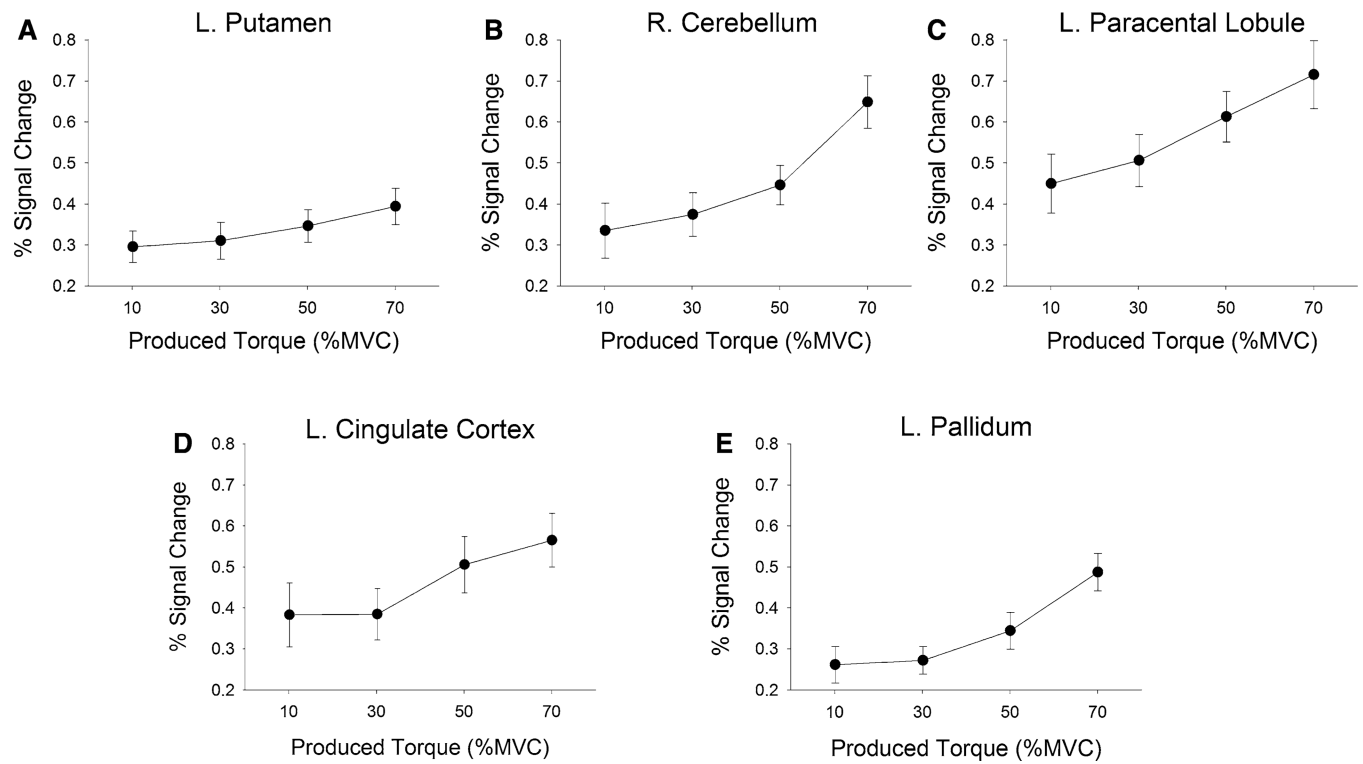 A
L. Putamen
0.8
0.7
0.6
0.5
0.4
0.3
0.2
% Signal Change
10 30 50 70
Produced Torque (%MVC)
B
R. Cerebellum
0.8
0.7
0.6
0.5
0.4
0.3
0.2
% Signal Change
10 30 50 70
Produced Torque (%MVC)
C
L. Paracental Lobule
0.8
0.7
0.6
0.5
0.4
0.3
0.2
% Signal Change
10 30 50 70
Produced Torque (%MVC)
D
L. Cingulate Cortex
0.8
0.7
0.6
0.5
0.4
0.3
0.2
% Signal Change
10 30 50 70
Produced Torque (%MVC)
E
L. Pallidum
0.8
0.7
0.6
0.5
0.4
0.3
0.2
% Signal Change
10 30 50 70
Produced Torque (%MVC)